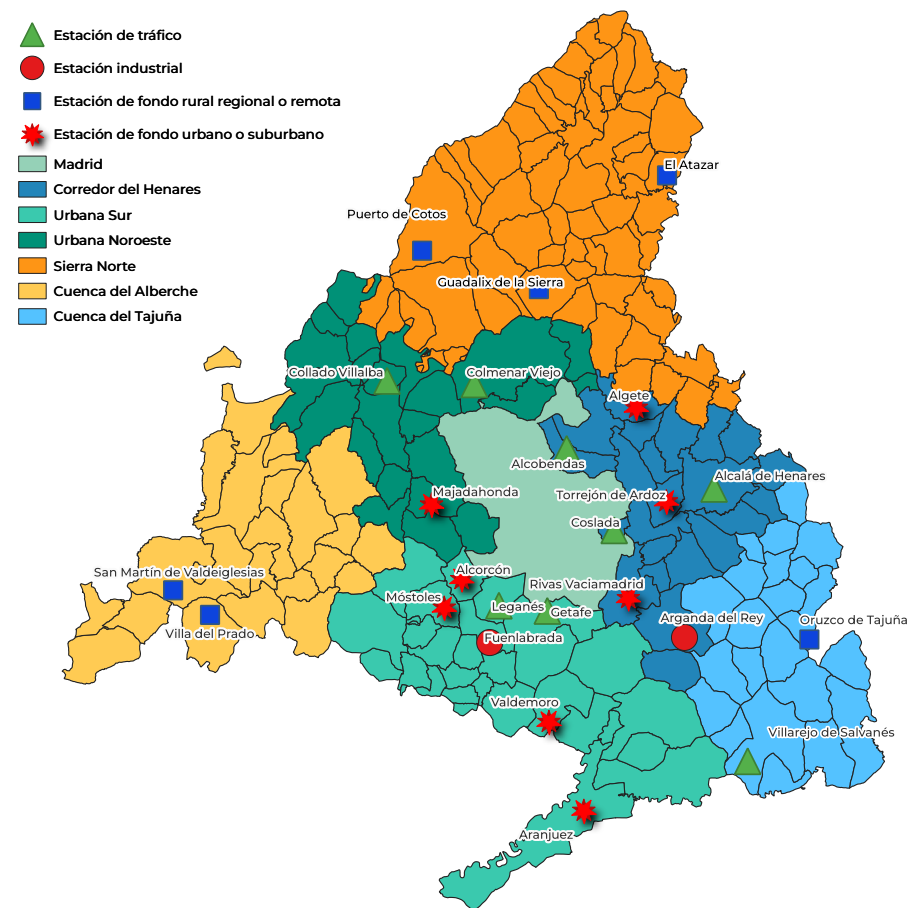 Estación de tráfico
Estación industrial
Estación de fondo rural regional o remota
Estación de fondo urbano o suburbano
Madrid
Corredor del Henares
Urbana Sur
Urbana Noroeste
Sierra Norte
Cuenca del Alberche
Cuenca del Tajuña
El Atazar
Puerto de Cotos
Guadalix de la Sierra
Collado Villalba
Colmenar Viejo
Algete
Alcobendas
Alcalá de Henares
Majadahonda
Torrejón de Ardoz
Coslada
San Martín de Valdeiglesias
Alcorcón
Rivas Vaciamadrid
Móstoles
Leganés
Getafe
Arganda del Rey
Oruzco de Tajuña
Villa del Prado
Fuenlabrada
Valdemoro
Villarejo de Salvanés
Aranjuez